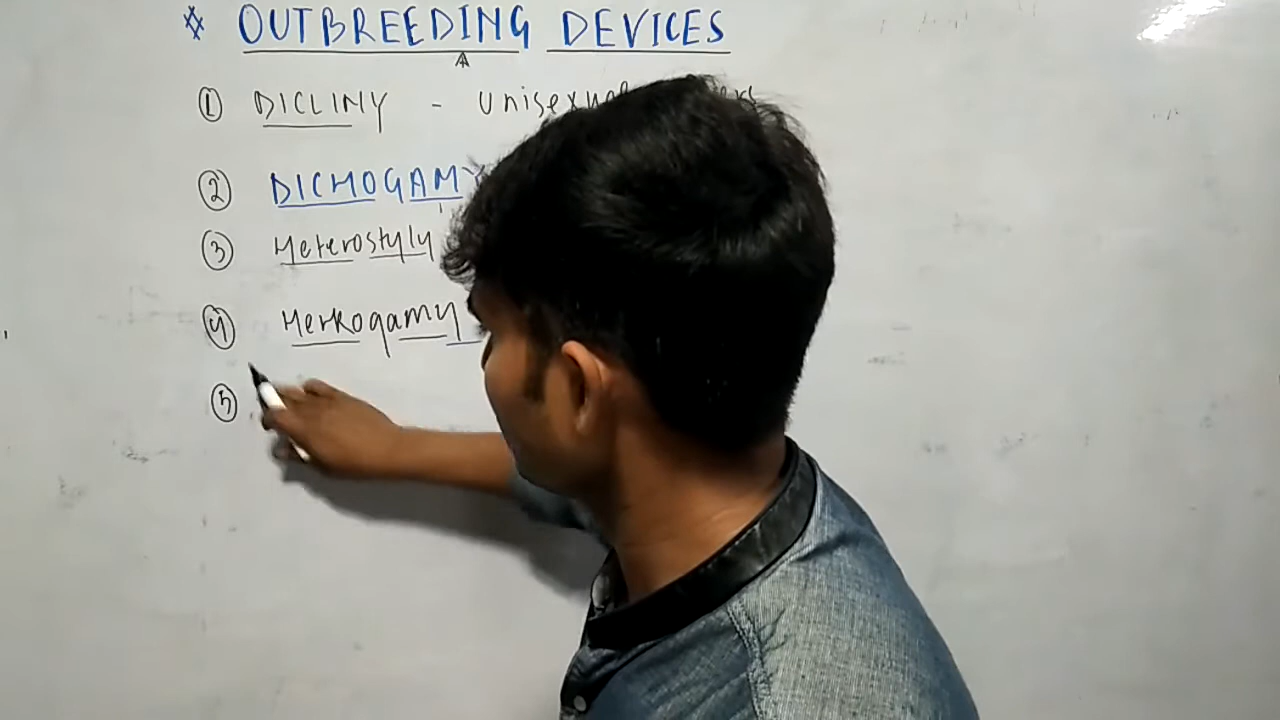 * OUTBREEDING DEVICES
① DICLINY - Unisexual
② DICHOGAMY
③ Heterostyly
④ Herkogamy
⑤